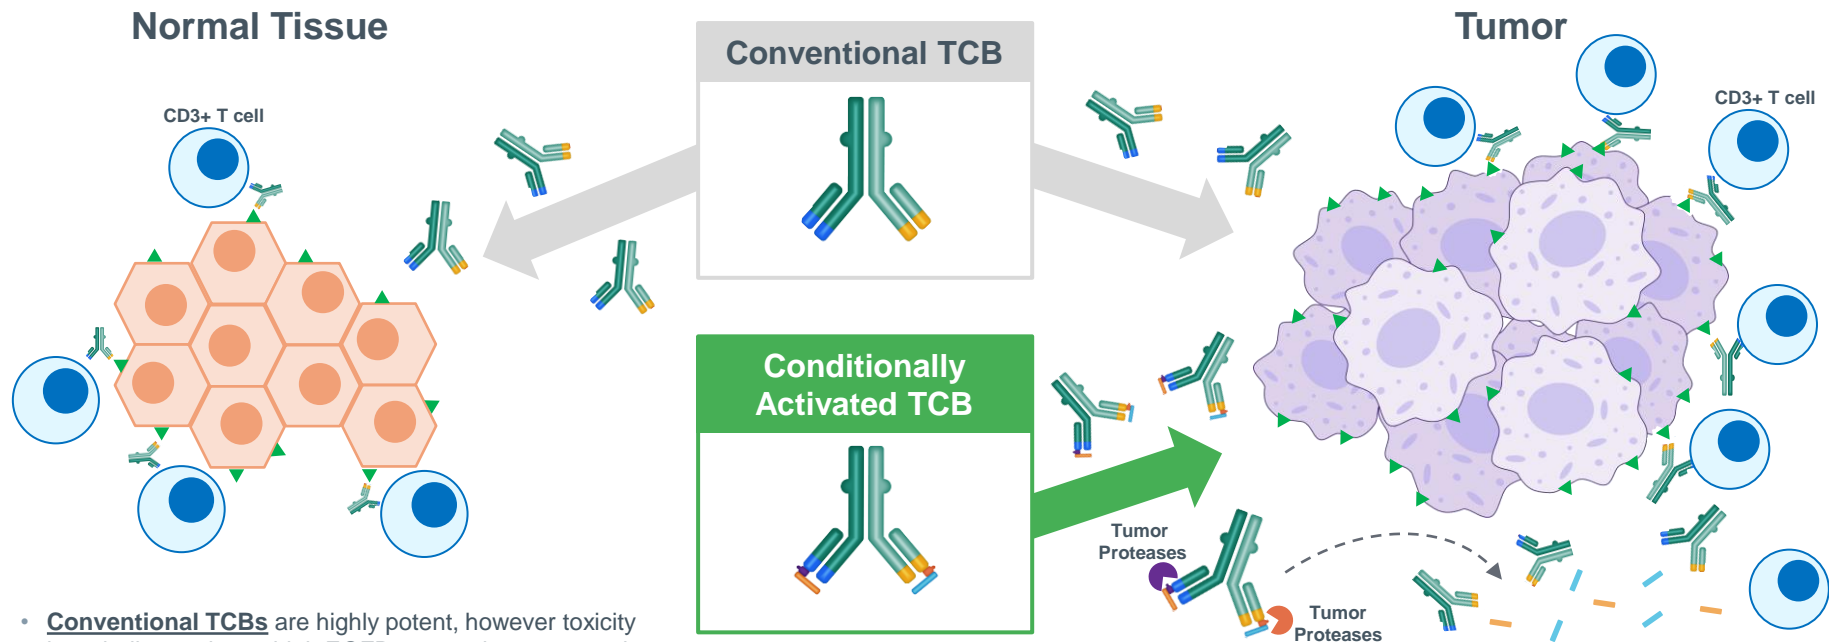 Normal Tissue
Conventional TCB
Tumor
CD3+ T cell
CD3+ T cell
Conditionally
Activated TCB
Tumor
Proteases
Tumor
Proteases
• Conventional TCBs are highly potent, however toxicity